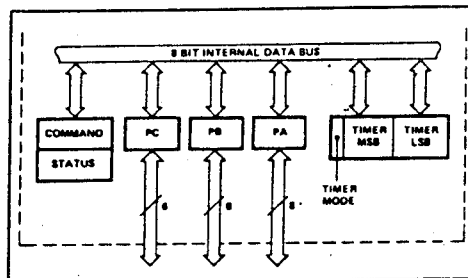 8 BIT INTERNAL DATA BUS
COMMAND
STATUS
PC
PB
PA
TIMER
MSB
TIMER
LSB
6
8
8
TIMER
MODE